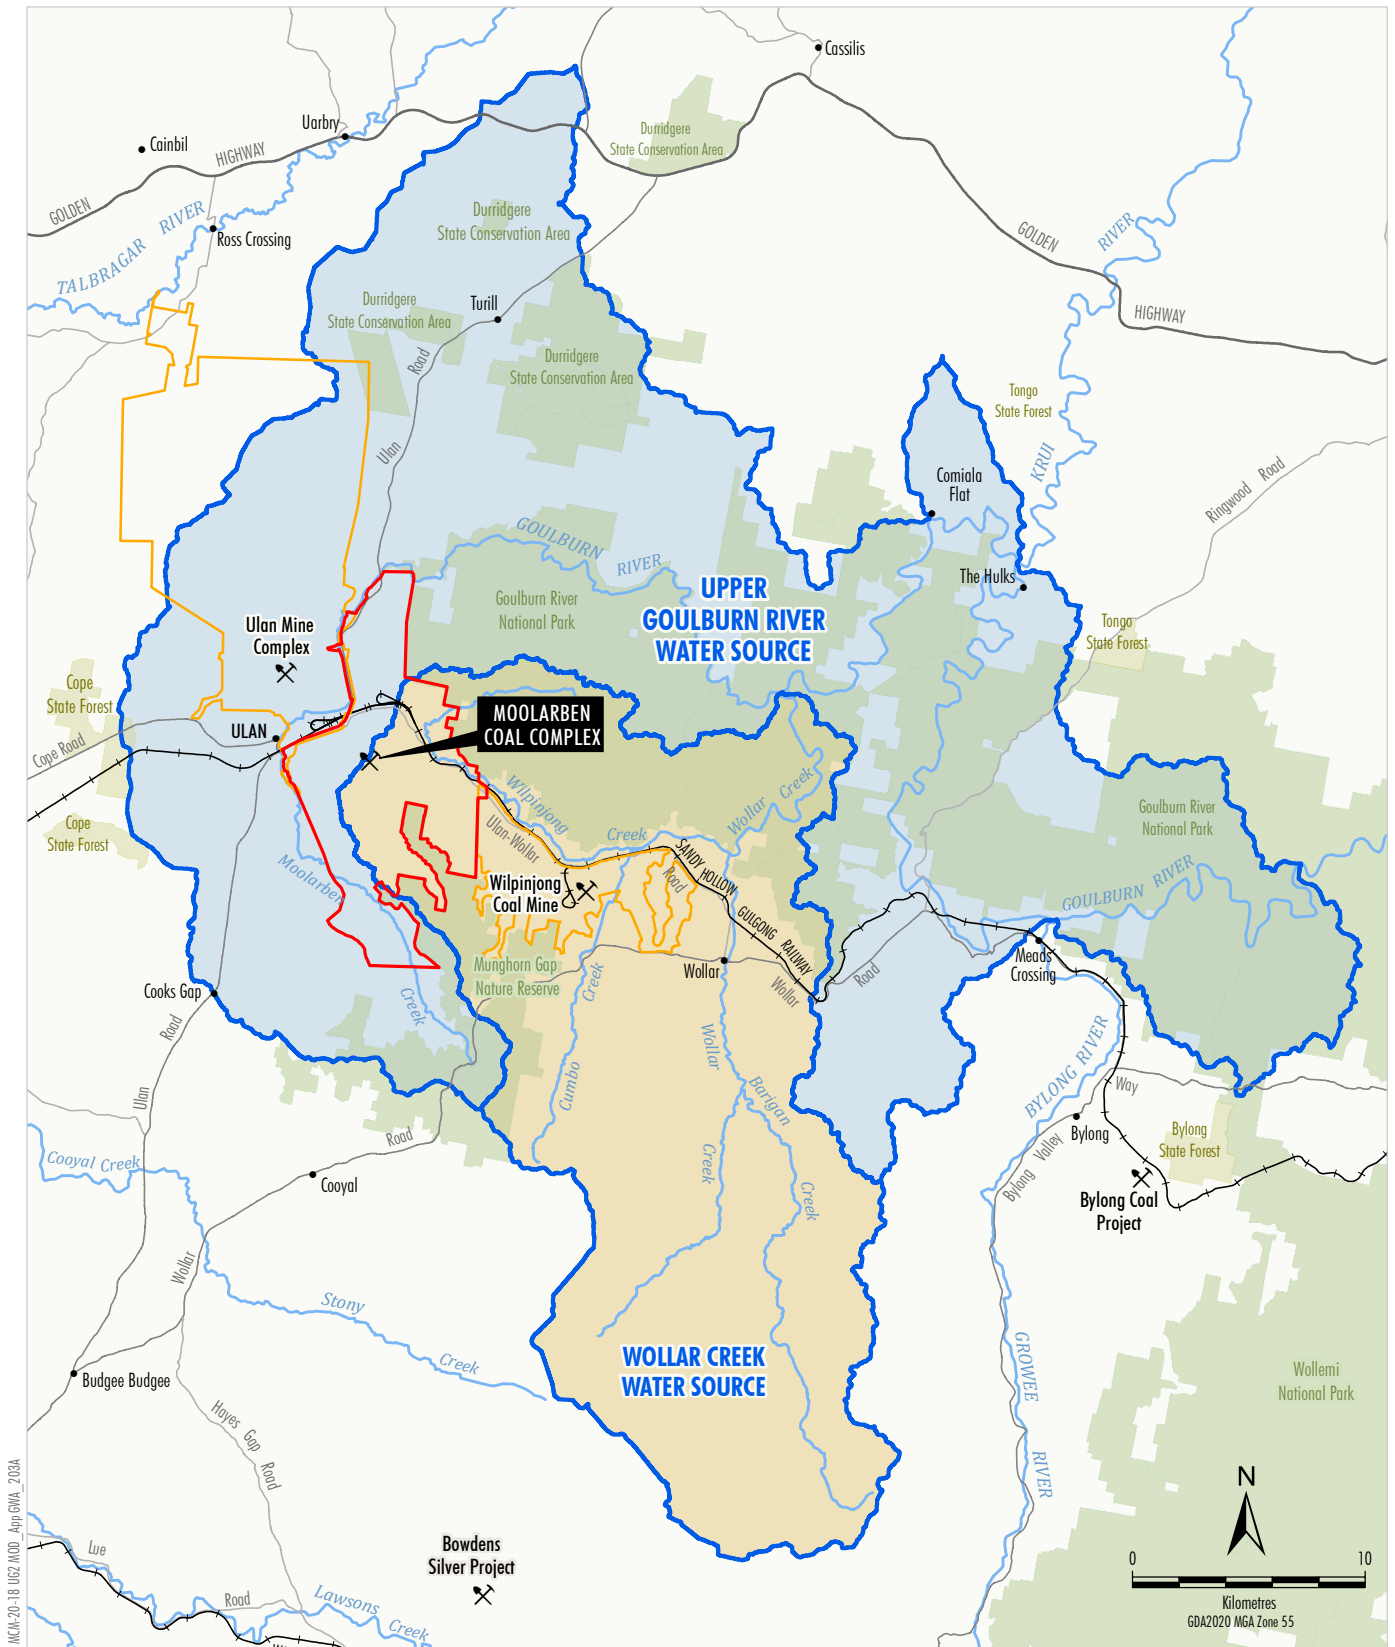 Cassilis
Uarbry
Cainbil
HIGHWAY
GOLDEN
Durridgere
State Conservation Area
TALBRAGAR RIVER
Ross Crossing
Durridgere
State Conservation Area
GOLDEN
RIVER
HIGHWAY
Durridgere
State Conservation Area
Turill
Road
Durridgere
State Conservation Area
Tongo
State Forest
Ulan
KRUI
Comiala
Flat
Ringwood Road
GOULBURN
RIVER
The Hulks
UPPER
GOULBURN RIVER
WATER SOURCE
Goulburn River
National Park
Ulan Mine
Complex
Tongo
State Forest
Cope
State Forest
MOOLARBEN
COAL COMPLEX
ULAN
Cope Road
Wilpinjong
Creek
Wollar Creek
Goulburn River
National Park
Cope
State Forest
Ulan-Wollar
Road
SANDY HOLLOW
GULGONG RAILWAY
Moolarben
Creek
Wilpinjong
Coal Mine
GOULBURN RIVER
Munghorn Gap
Nature Reserve
Wollar
Wollar
Road
Meads
Crossing
Cooks Gap
Road
Ulan
Cumbo
Creek
Wollar
Creek
Barigan
Creek
BYLONG RIVER
Way
Bylong
Bylong Valley
Bylong
State Forest
Road
Cooyal Creek
Cooyal
Bylong Coal
Project
Wollar
Stony
Creek
WOLLAR CREEK
WATER SOURCE
GROWEE
RIVER
Wollemi
National Park
Budgee Budgee
Hayes Gap Road
N
0
10
Kilometres
GDA2020 MGA Zone 55
Bowdens
Silver Project
Lue
Road
Lawsons Creek
MCM-20-18 UG2 MOD_App GWA_203A